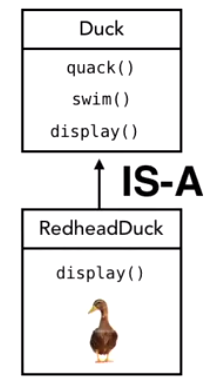 Duck
quack()
swim()
display()
IS-A
RedheadDuck
display()